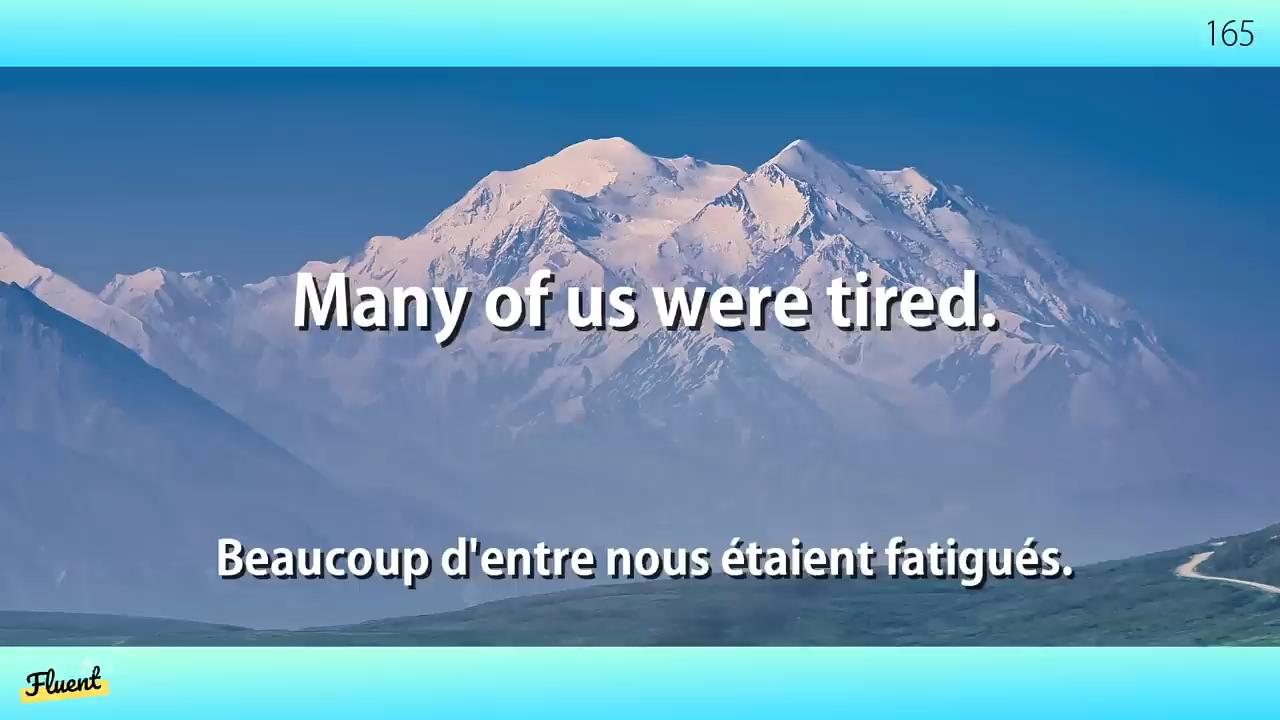 165
Many of us were tired.
Beaucoup d'entre nous étaient fatigués.
Fluent